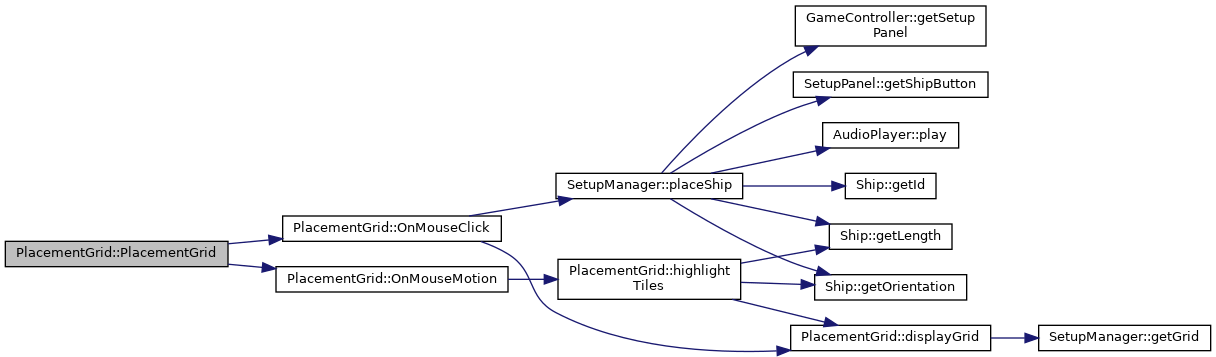 PlacementGrid::PlacementGrid
PlacementGrid::OnMouseClick
PlacementGrid::OnMouseMotion
SetupManager::placeShip
PlacementGrid::highlight
Tiles
GameController::getSetup
Panel
SetupPanel::getShipButton
AudioPlayer::play
Ship::getId
Ship::getLength
Ship::getOrientation
PlacementGrid::displayGrid
SetupManager::getGrid